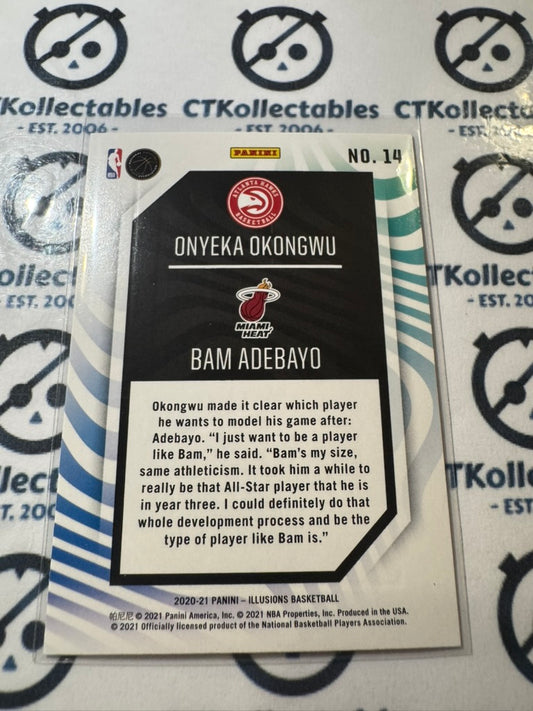 CTKollectables
CTKollecta
- EST. 2006 -
- EST. 2006 -
- EST. 2006
NBA
PANINI
NO. 14
ATLANTA HAWKS
BASKETBALL
ONYEKA OKONGWU
MIAMI
HEAT
BAM ADEBAYO
Okongwu made it clear which player
he wants to model his game after:
Adebayo. “I just want to be a player
like Bam,” he said. “Bam's my size,
same athleticism. It took him a while to
really be that All-Star player that he is
in year three. I could definitely do that
whole development process and be the
type of player like Bam is.”
2020-21 PANINI – ILLUSIONS BASKETBALL
帕尼尼 © 2021 Panini America, Inc. © 2021 NBA Properties, Inc. Produced in the USA.
© 2021 Officially licensed product of the National Basketball Players Association.